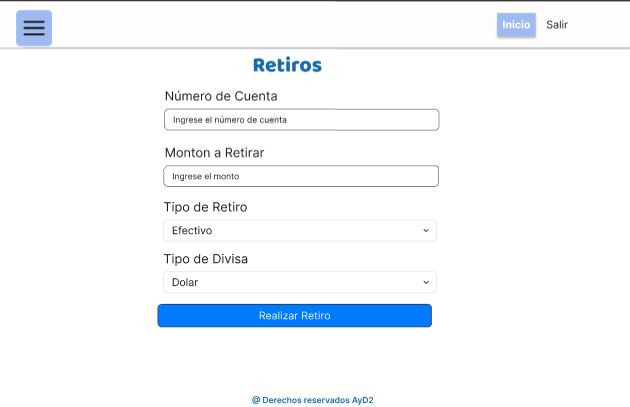 Inicio Salir
Retiros
Número de Cuenta
Ingrese el número de cuenta
Monton a Retirar
Ingrese el monto
Tipo de Retiro
Efectivo
Tipo de Divisa
Dolar
Realizar Retiro
@ Derechos reservados AyD2